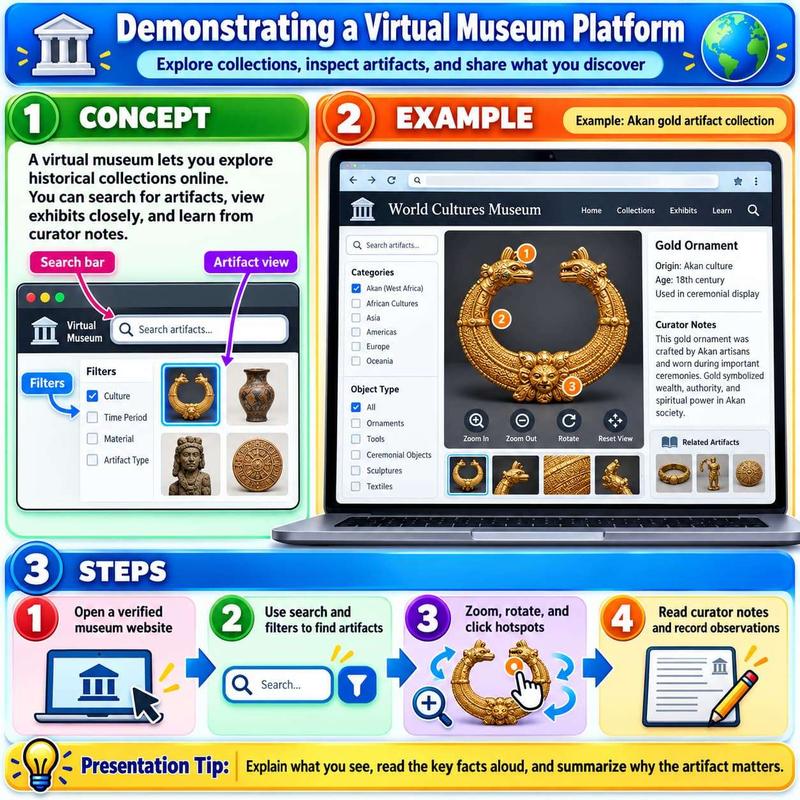 Demonstrating a Virtual Museum Platform
Explore collections, inspect artifacts, and share what you discover
1 CONCEPT
A virtual museum lets you explore
historical collections online.
You can search for artifacts, view
exhibits closely, and learn from
curator notes.
Search bar
Artifact view
Virtual
Museum
Search artifacts...
Filters
Filters
Culture
Time Period
Material
Artifact Type
2 EXAMPLE
Example: Akan gold artifact collection
World Cultures Museum
Home
Collections
Exhibits
Learn
Search artifacts...
Categories
Akan (West Africa)
African Cultures
Asia
Americas
Europe
Oceania
Object Type
All
Ornaments
Tools
Ceremonial Objects
Sculptures
Textiles
1
2
3
Zoom In
Zoom Out
Rotate
Reset View
Gold Ornament
Origin: Akan culture
Age: 18th century
Used in ceremonial display
Curator Notes
This gold ornament was
crafted by Akan artisans
and worn during important
ceremonies. Gold symbolized
wealth, authority, and
spiritual power in Akan
society.
Related Artifacts
3 STEPS
1 Open a verified
museum website
2 Use search and
filters to find artifacts
Search...
3 Zoom, rotate, and
click hotspots
4 Read curator notes
and record observations
Presentation Tip: Explain what you see, read the key facts aloud, and summarize why the artifact matters.